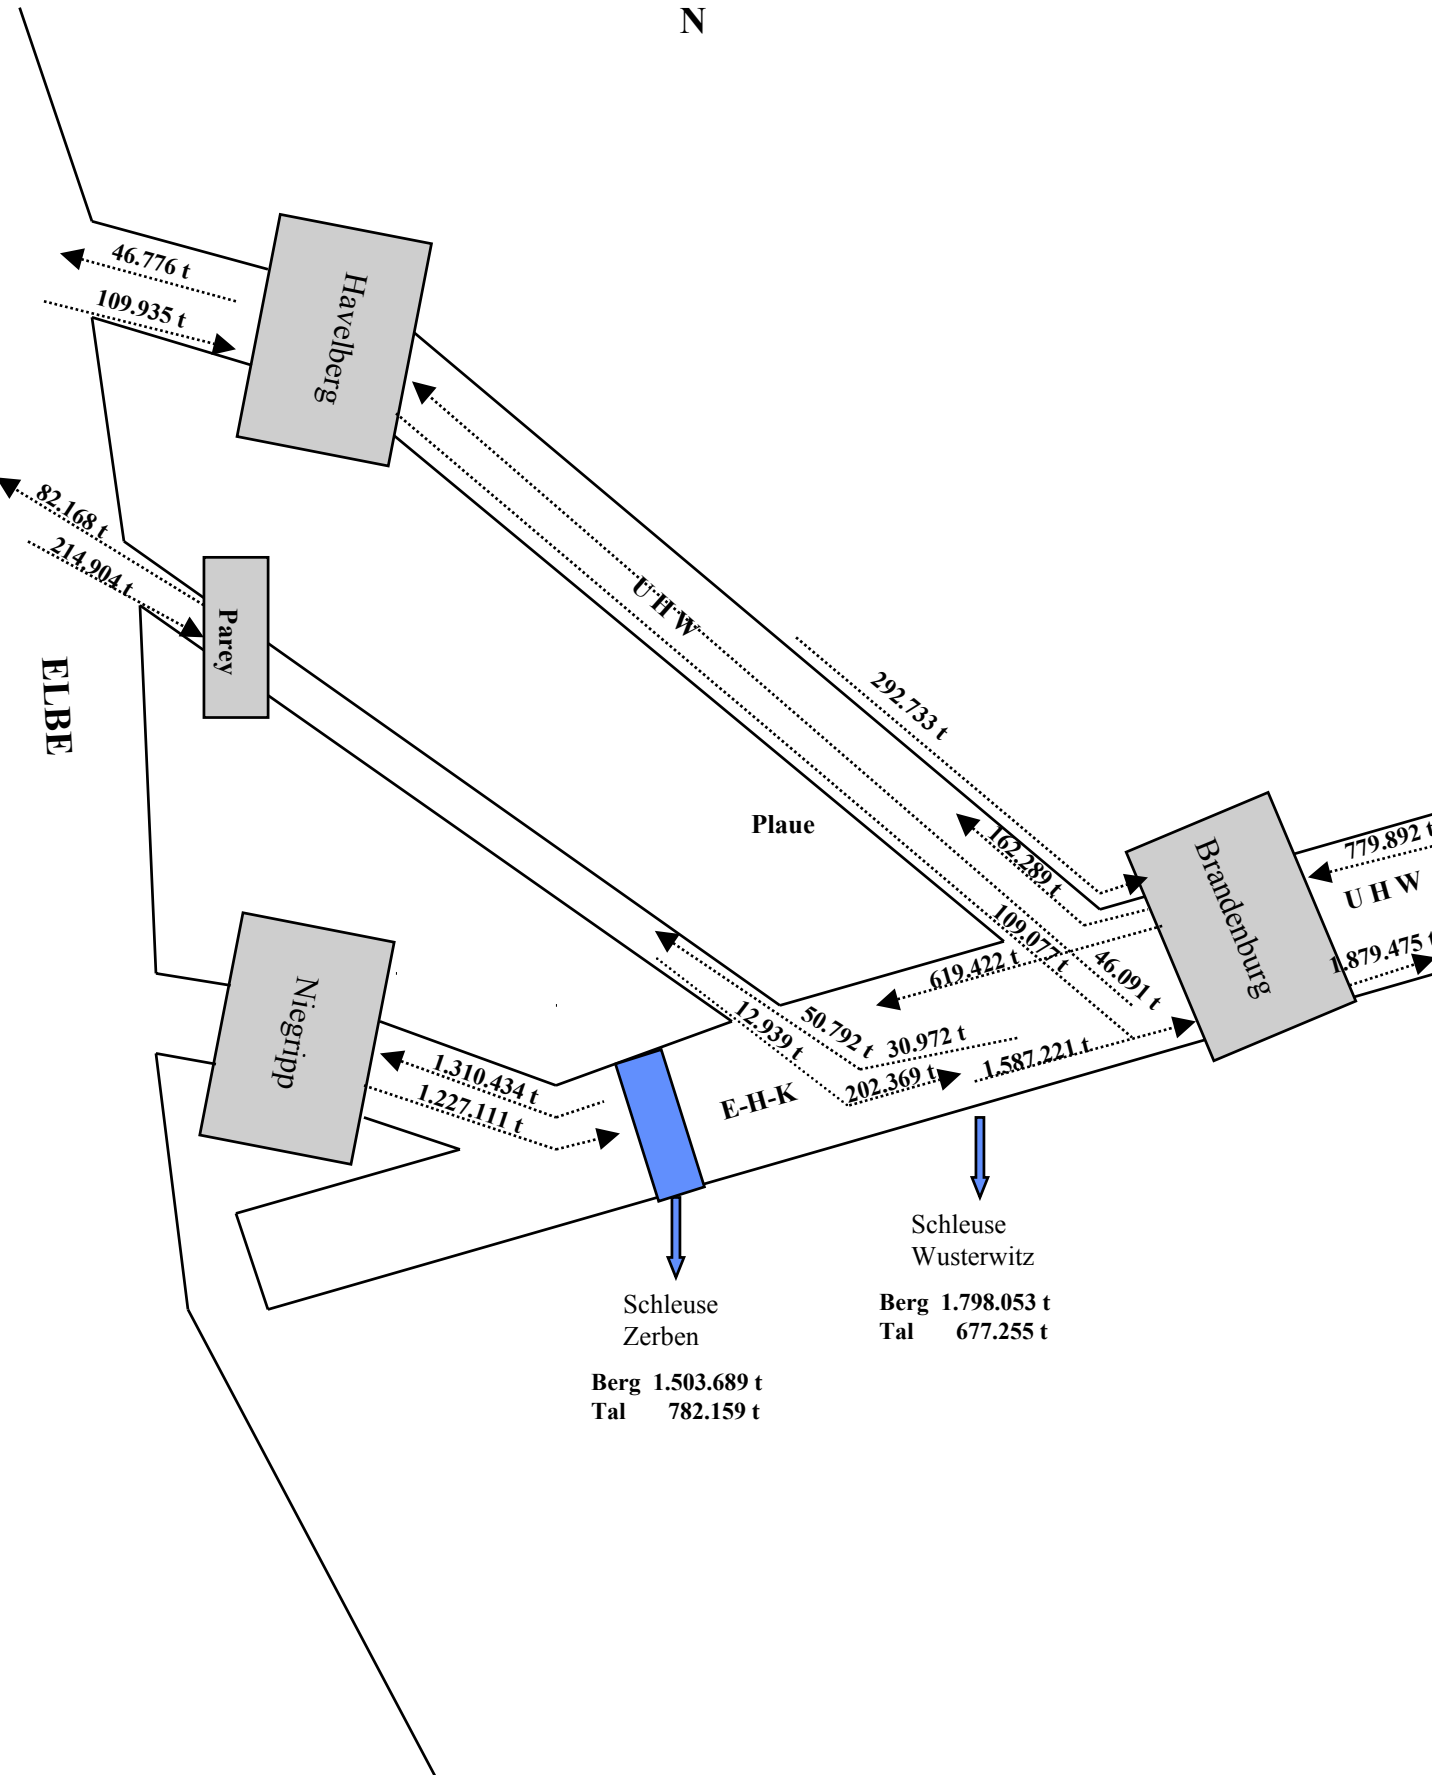 N
46.776 t
109.935 t
Havelberg
82.168 t
214.904 t
Parey
ELBE
U H W
292.733 t
Plaue
162.289 t
109.077 t
46.091 t
619.422 t
Brandenburg
779.892 t
U H W
1.879.475 t
Niegripp
1.310.434 t
1.227.111 t
12.939 t
50.792 t
30.972 t
202.369 t
1.587.221 t
E-H-K
Schleuse
Wusterwitz
Berg 1.798.053 t
Tal 677.255 t
Schleuse
Zerben
Berg 1.503.689 t
Tal 782.159 t